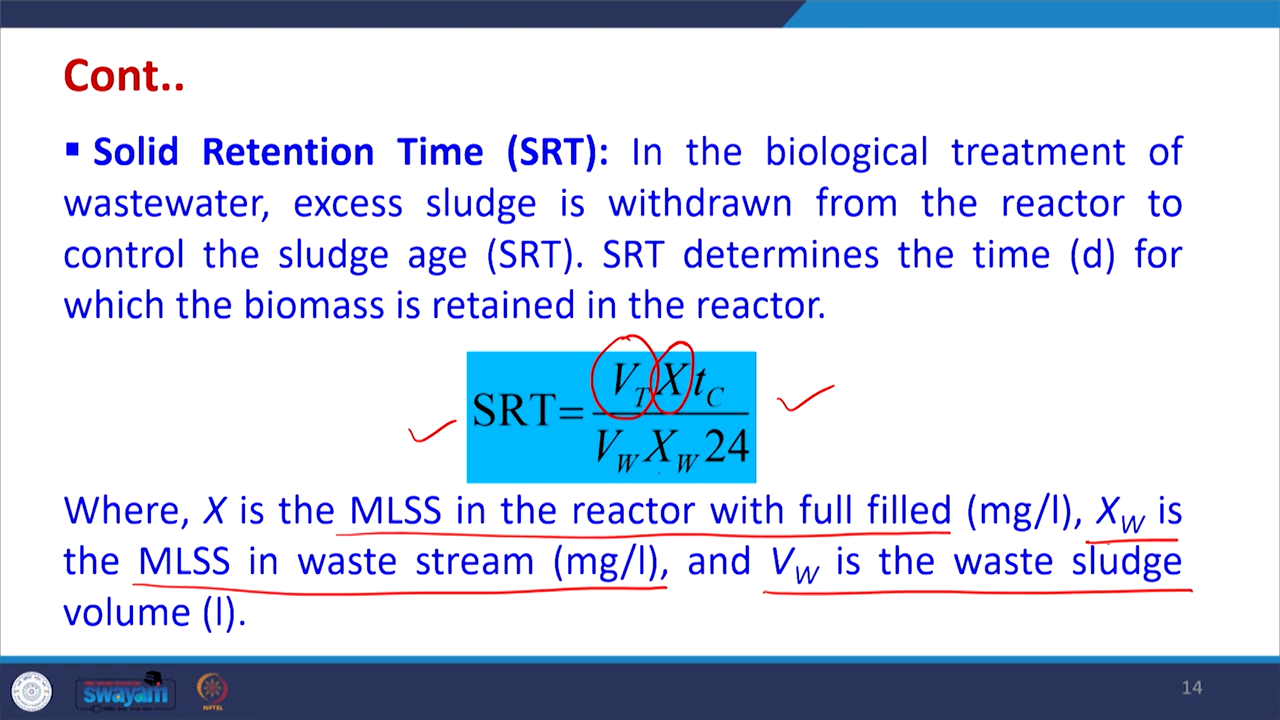 Cont..
▪ Solid Retention Time (SRT): In the biological treatment of
wastewater, excess sludge is withdrawn from the reactor to
control the sludge age (SRT). SRT determines the time (d) for
which the biomass is retained in the reactor.
SRT = V_T X t_C / V_W X_W 24
Where, X is the MLSS in the reactor with full filled (mg/l), X_W is
the MLSS in waste stream (mg/l), and V_W is the waste sludge
volume (l).
swayam
NPTEL
14